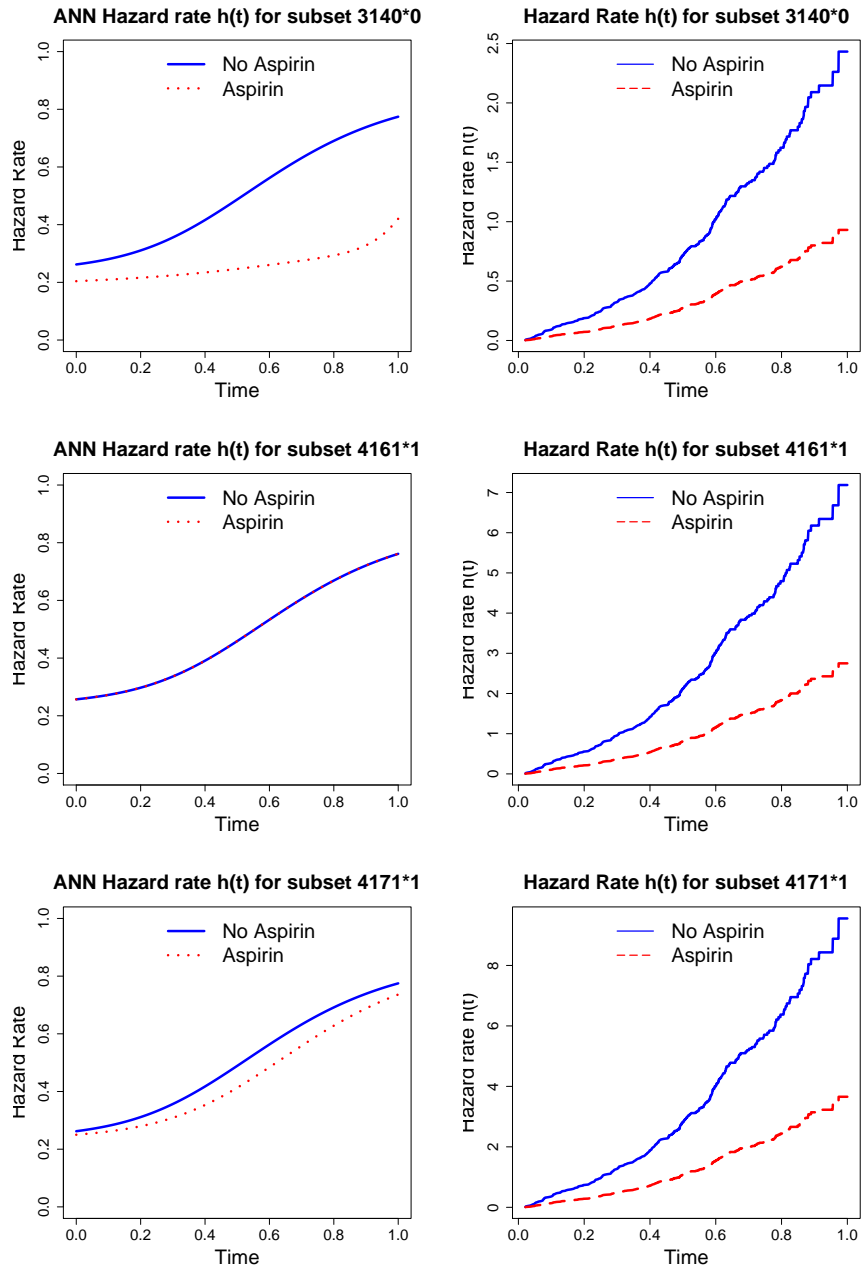 ANN Hazard rate h(t) for subset 3140*0
No Aspirin
Aspirin
Hazard Rate
0.0 0.2 0.4 0.6 0.8 1.0
0.0 0.2 0.4 0.6 0.8 1.0
Time
Hazard Rate h(t) for subset 3140*0
No Aspirin
Aspirin
Hazard rate h(t)
0.0 0.5 1.0 1.5 2.0 2.5
0.0 0.2 0.4 0.6 0.8 1.0
Time
ANN Hazard rate h(t) for subset 4161*1
No Aspirin
Aspirin
Hazard Rate
0.0 0.2 0.4 0.6 0.8 1.0
0.0 0.2 0.4 0.6 0.8 1.0
Time
Hazard Rate h(t) for subset 4161*1
No Aspirin
Aspirin
Hazard rate h(t)
0 1 2 3 4 5 6 7
0.0 0.2 0.4 0.6 0.8 1.0
Time
ANN Hazard rate h(t) for subset 4171*1
No Aspirin
Aspirin
Hazard Rate
0.0 0.2 0.4 0.6 0.8 1.0
0.0 0.2 0.4 0.6 0.8 1.0
Time
Hazard Rate h(t) for subset 4171*1
No Aspirin
Aspirin
Hazard rate h(t)
0 2 4 6 8
0.0 0.2 0.4 0.6 0.8 1.0
Time